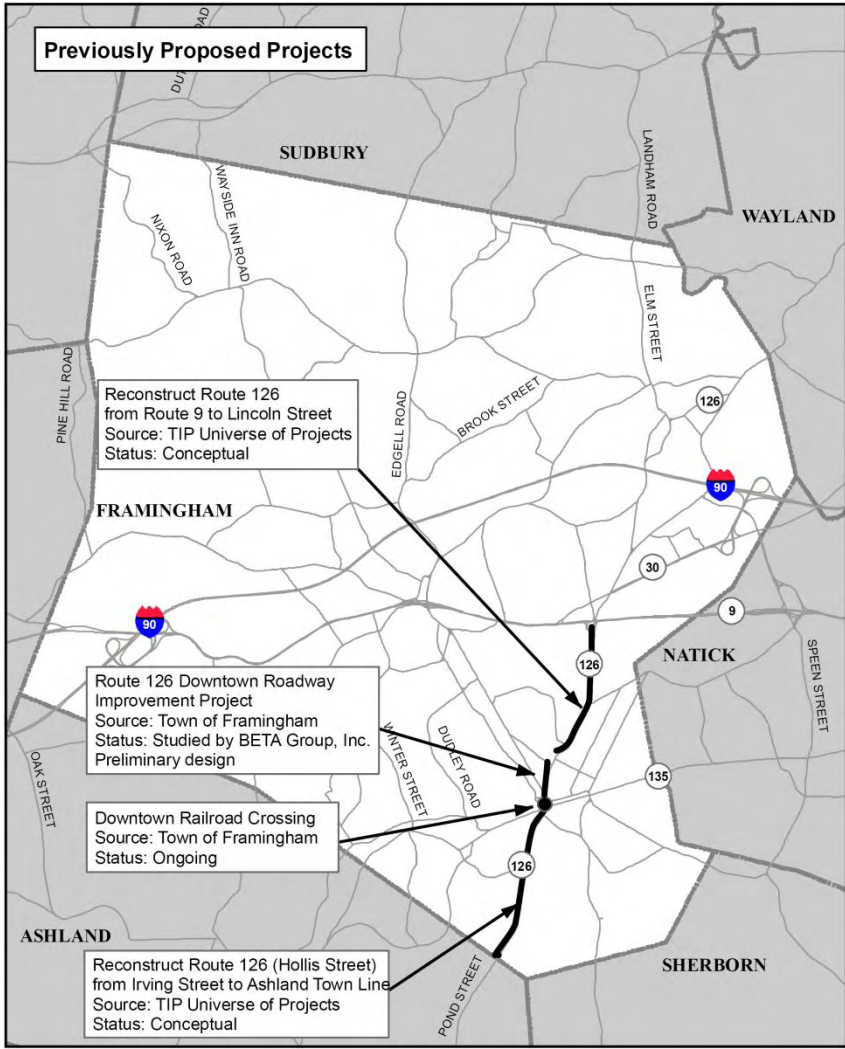 Previously Proposed Projects
SUDBURY
LANDHAM ROAD
WAYLAND
WAYSIDE INN ROAD
NIXON ROAD
ELM STREET
PINE HILL ROAD
Reconstruct Route 126
from Route 9 to Lincoln Street
Source: TIP Universe of Projects
Status: Conceptual
EDGELL ROAD
BROOK STREET
126
90
FRAMINGHAM
30
9
90
126
NATICK
SPEEN STREET
Route 126 Downtown Roadway
Improvement Project
Source: Town of Framingham
Status: Studied by BETA Group, Inc.
Preliminary design
WINTER STREET
DUDLEY ROAD
OAK STREET
135
Downtown Railroad Crossing
Source: Town of Framingham
Status: Ongoing
126
ASHLAND
Reconstruct Route 126 (Hollis Street)
from Irving Street to Ashland Town Line
Source: TIP Universe of Projects
Status: Conceptual
POND STREET
SHERBORN